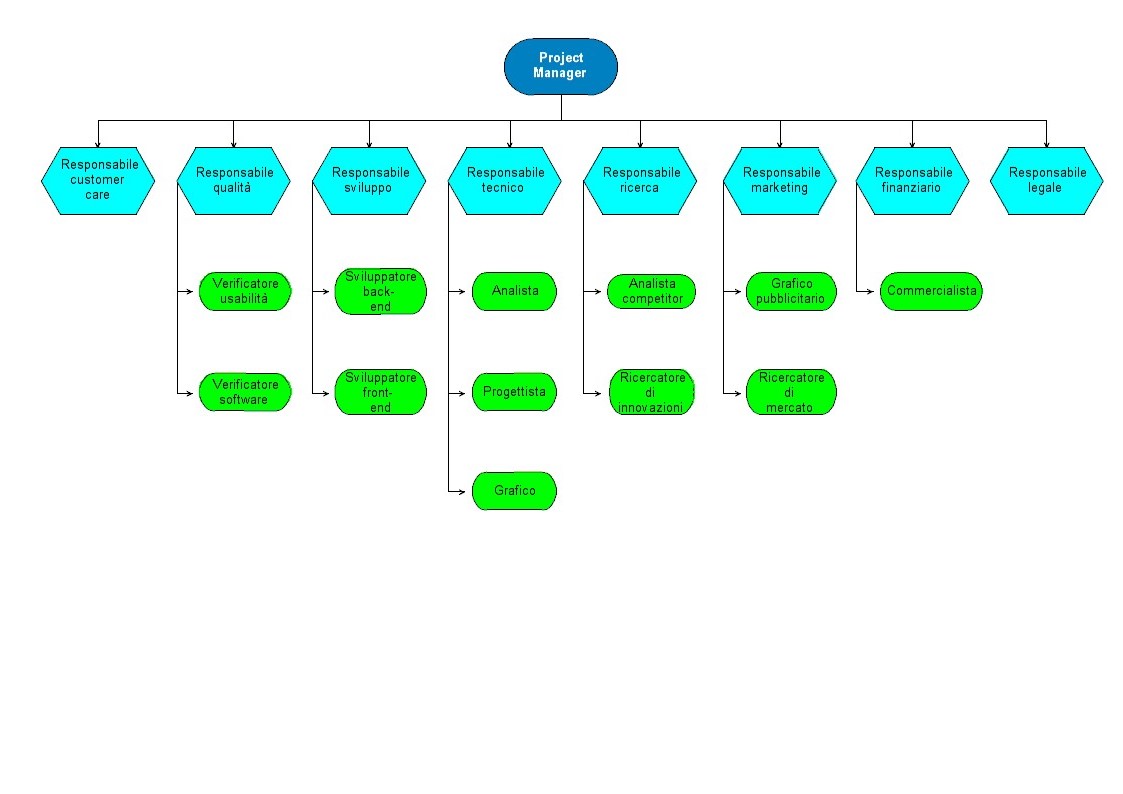 Project
Manager
Responsabile
customer
care
Responsabile
qualità
Responsabile
sviluppo
Responsabile
tecnico
Responsabile
ricerca
Responsabile
marketing
Responsabile
finanziario
Responsabile
legale
Verificatore
usabilità
Sviluppatore
back-
end
Analista
Analista
competitor
Grafico
pubblicitario
Commercialista
Verificatore
software
Sviluppatore
front-
end
Progettista
Ricercatore
di
innovazioni
Ricercatore
di
mercato
Grafico